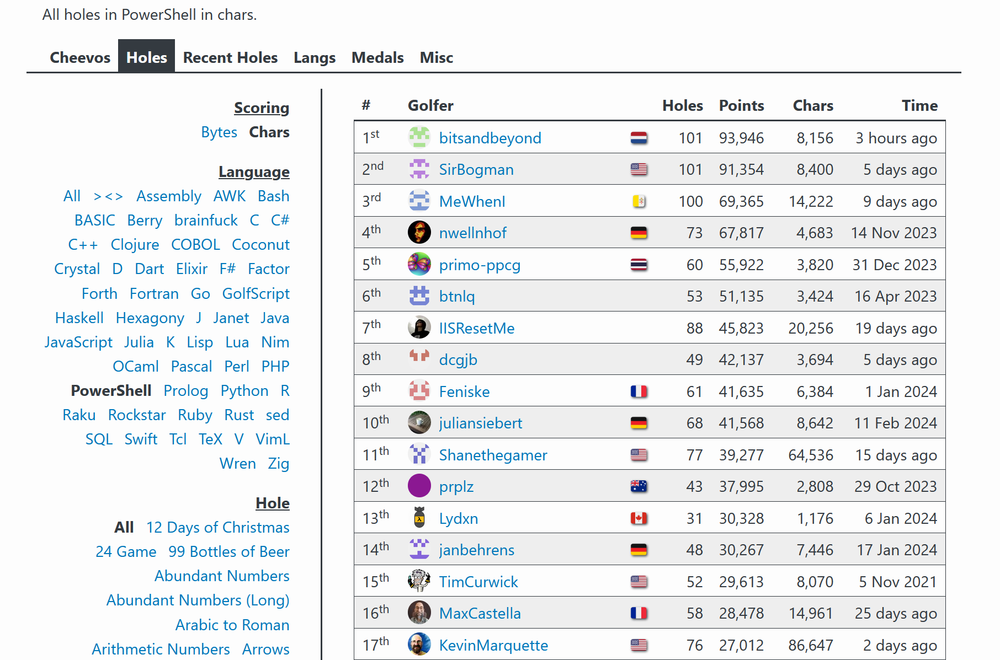 All holes in PowerShell in chars.
Cheevos Holes Recent Holes Langs Medals Misc
Scoring
Bytes Chars
Language
All ><> Assembly AWK Bash
BASIC Berry brainfuck C C#
C++ Clojure COBOL Coconut
Crystal D Dart Elixir F# Factor
Forth Fortran Go GolfScript
Haskell Hexagony J Janet Java
JavaScript Julia K Lisp Lua Nim
OCaml Pascal Perl PHP
PowerShell Prolog Python R
Raku Rockstar Ruby Rust sed
SQL Swift Tcl TeX V VimL
Wren Zig
Hole
All 12 Days of Christmas
24 Game 99 Bottles of Beer
Abundant Numbers
Abundant Numbers (Long)
Arabic to Roman
Arithmetic Numbers Arrows
# Golfer Holes Points Chars Time
1st bitsandbeyond 101 93,946 8,156 3 hours ago
2nd SirBogman 101 91,354 8,400 5 days ago
3rd MeWhenI 100 69,365 14,222 9 days ago
4th nwellnhof 73 67,817 4,683 14 Nov 2023
5th primo-ppcg 60 55,922 3,820 31 Dec 2023
6th btnlq 53 51,135 3,424 16 Apr 2023
7th IISResetMe 88 45,823 20,256 19 days ago
8th dcgjb 49 42,137 3,694 5 days ago
9th Feniske 61 41,635 6,384 1 Jan 2024
10th juliansiebert 68 41,568 8,642 11 Feb 2024
11th Shanethegamer 77 39,277 64,536 15 days ago
12th prplz 43 37,995 2,808 29 Oct 2023
13th Lydxn 31 30,328 1,176 6 Jan 2024
14th janbehrens 48 30,267 7,446 17 Jan 2024
15th TimCurwick 52 29,613 8,070 5 Nov 2021
16th MaxCastella 58 28,478 14,961 25 days ago
17th KevinMarquette 76 27,012 86,647 2 days ago